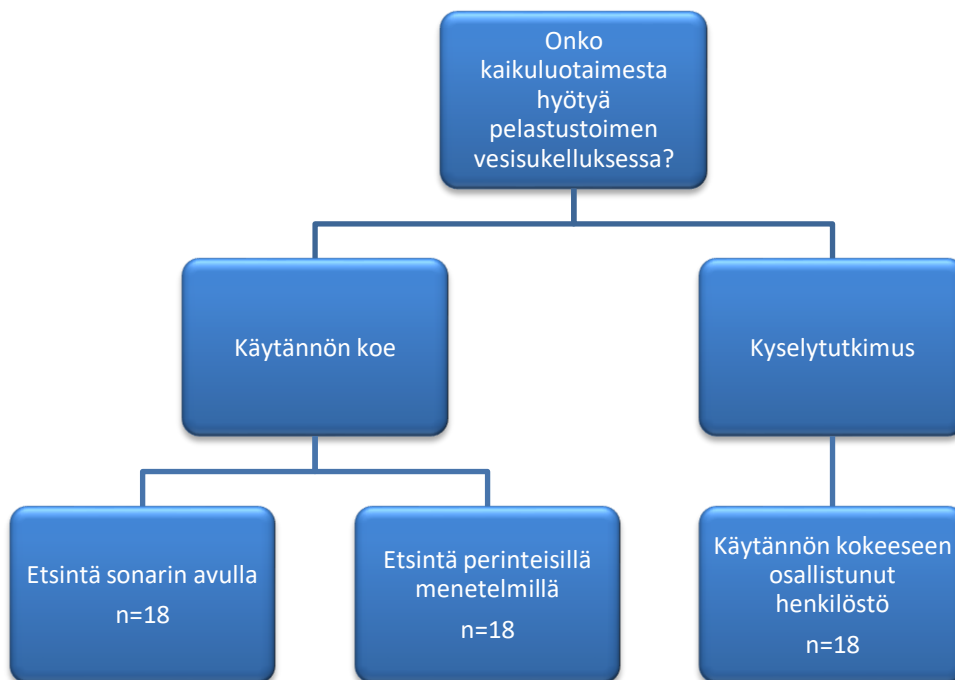 Onko
kaikuluotaimesta
hyötyä
pelastustoimen
vesisukelluksessa?
Käytännön koe
Kyselytutkimus
Etsintä sonarin avulla
n=18
Etsintä perinteisillä
menetelmillä
n=18
Käytännön kokeeseen
osallistunut
henkilöstö
n=18